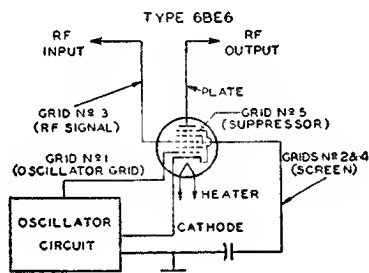 TYPE 6BE6
RF
INPUT
RF
OUTPUT
PLATE
GRID Nº 3
(RF SIGNAL)
GRID Nº 5
(SUPPRESSOR)
GRID Nº 1
(OSCILLATOR GRID)
GRIDS Nº 2&4
(SCREEN)
HEATER
CATHODE
OSCILLATOR
CIRCUIT